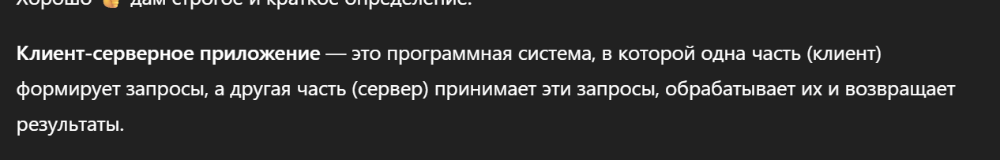 Хорошо 👍 дам строгое и краткое определение.
Клиент-серверное приложение — это программная система, в которой одна часть (клиент)
формирует запросы, а другая часть (сервер) принимает эти запросы, обрабатывает их и возвращает
результаты.